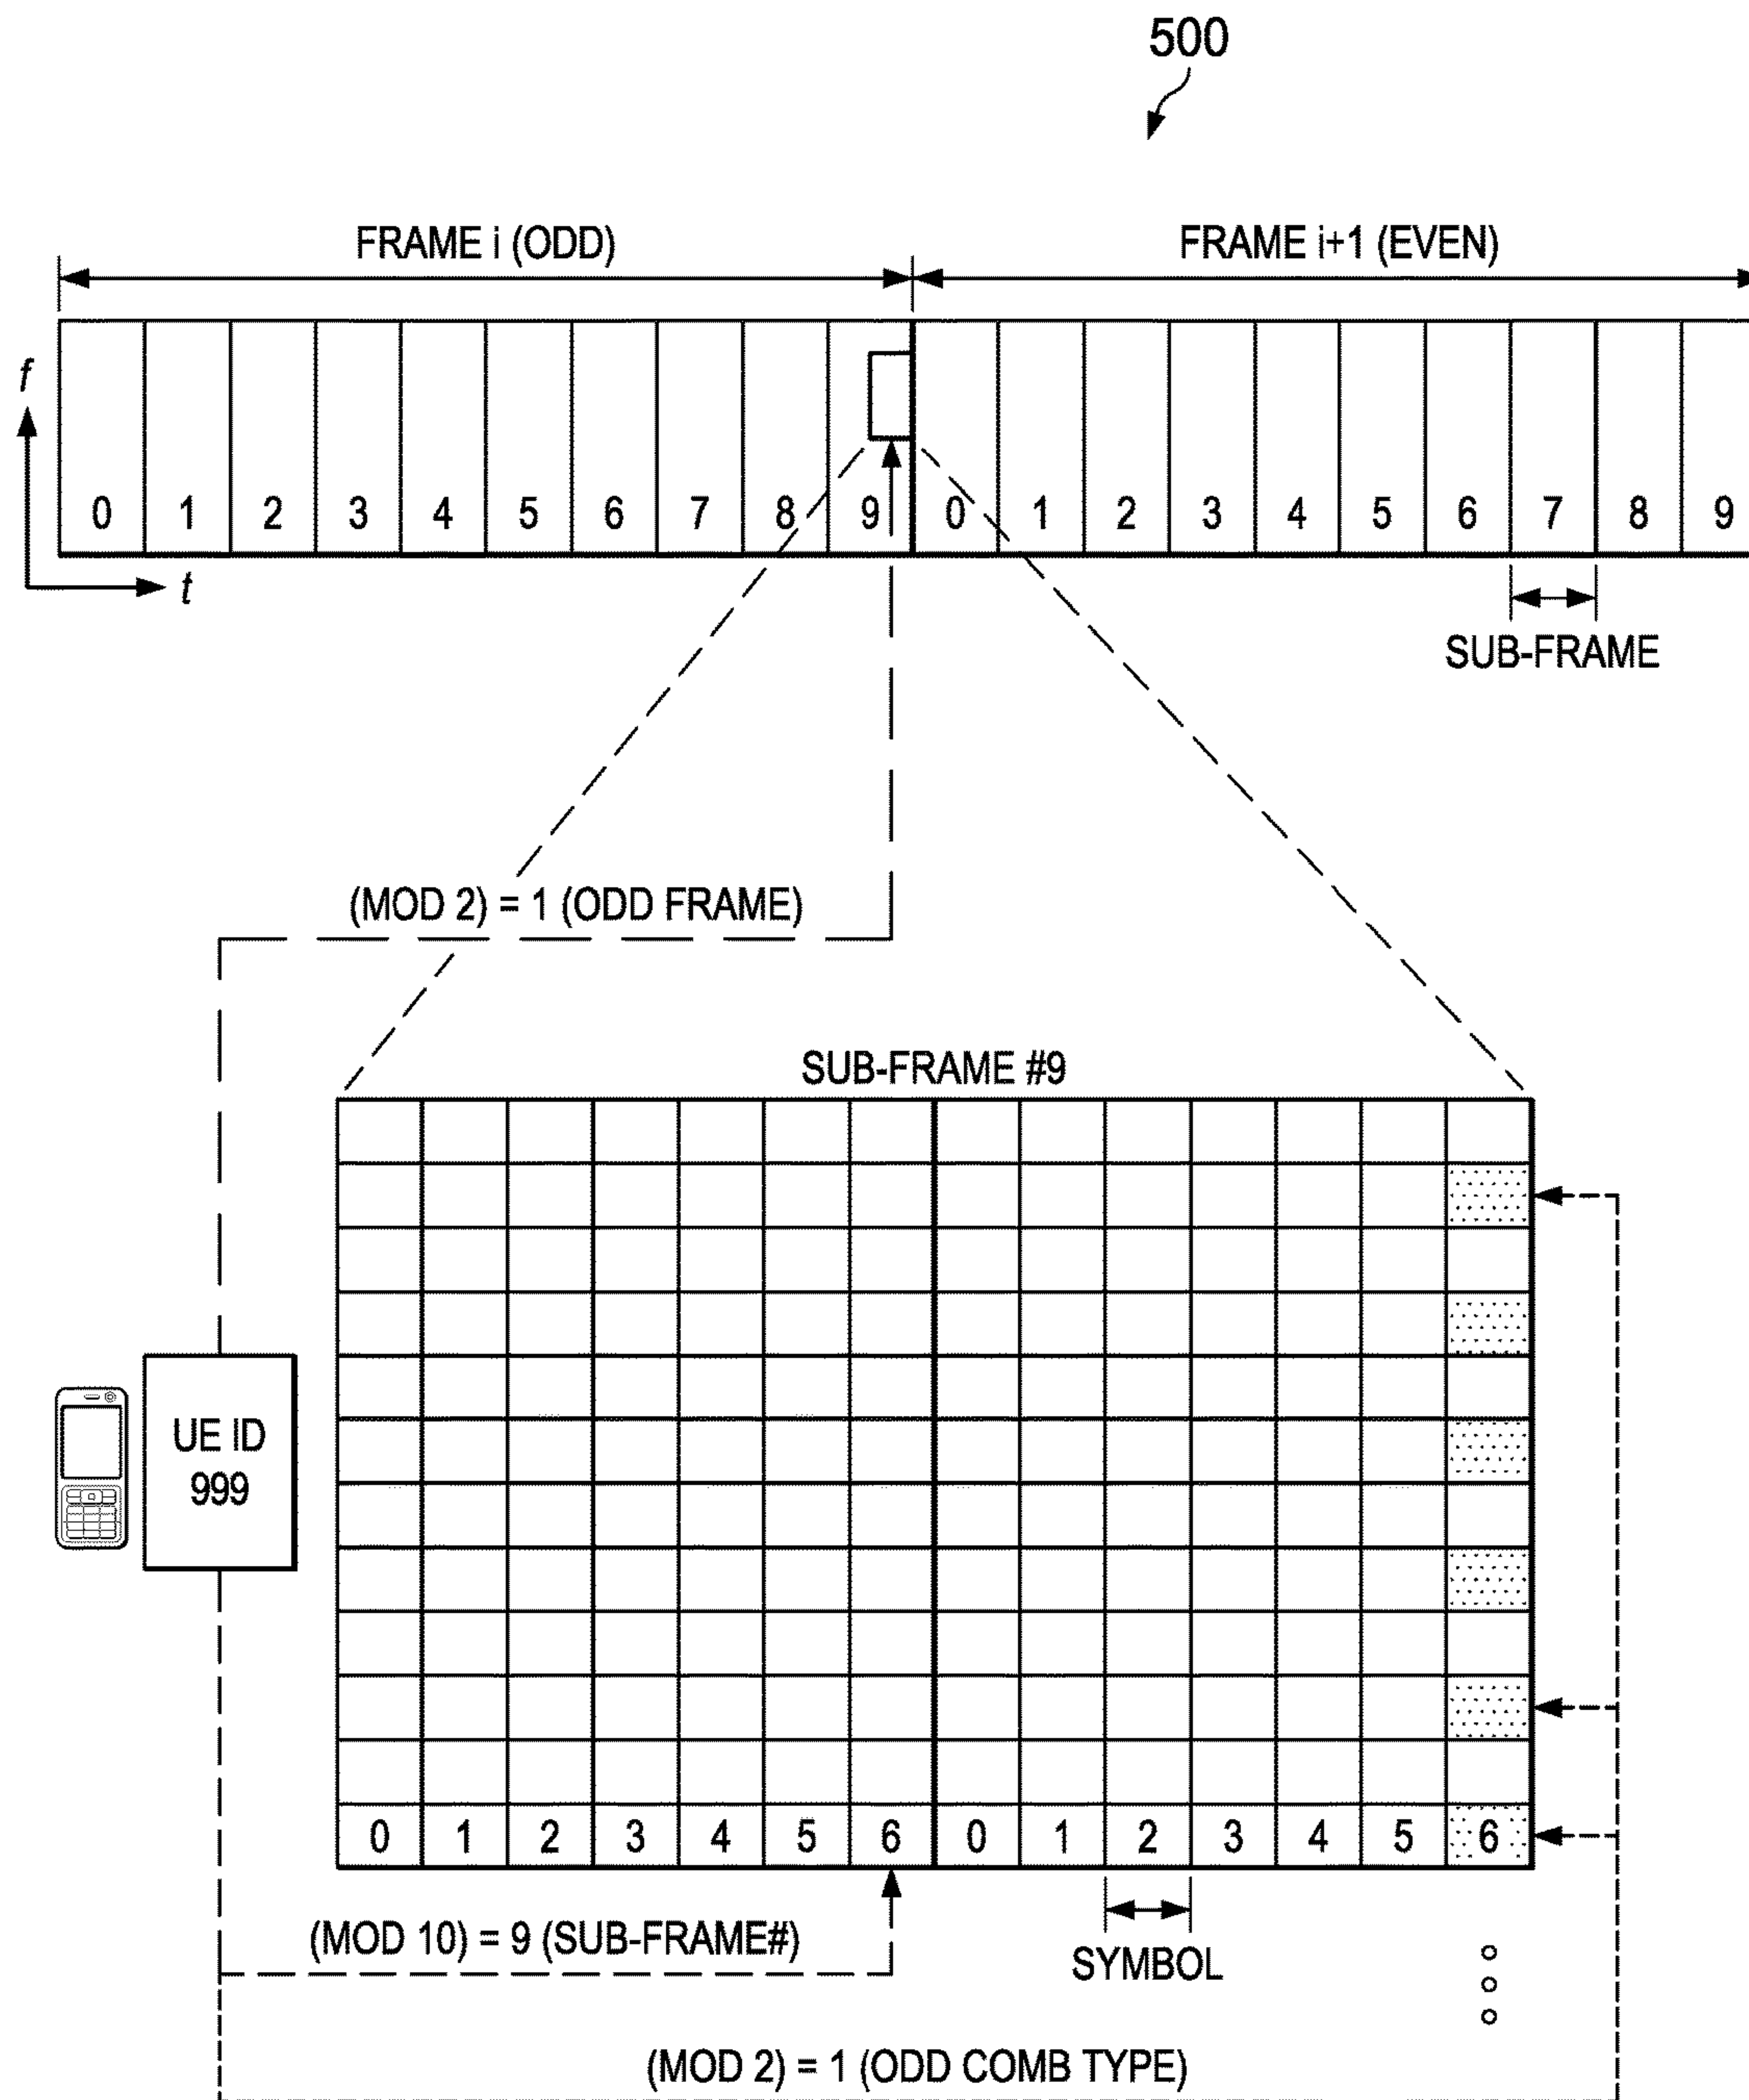 500
FRAME i (ODD) FRAME i+1 (EVEN)
f
0 1 2 3 4 5 6 7 8 9 0 1 2 3 4 5 6 7 8 9
t
SUB-FRAME
(MOD 2) = 1 (ODD FRAME)
SUB-FRAME #9
UE ID
999
0 1 2 3 4 5 6 0 1 2 3 4 5 6
(MOD 10) = 9 (SUB-FRAME#)
SYMBOL
(MOD 2) = 1 (ODD COMB TYPE)